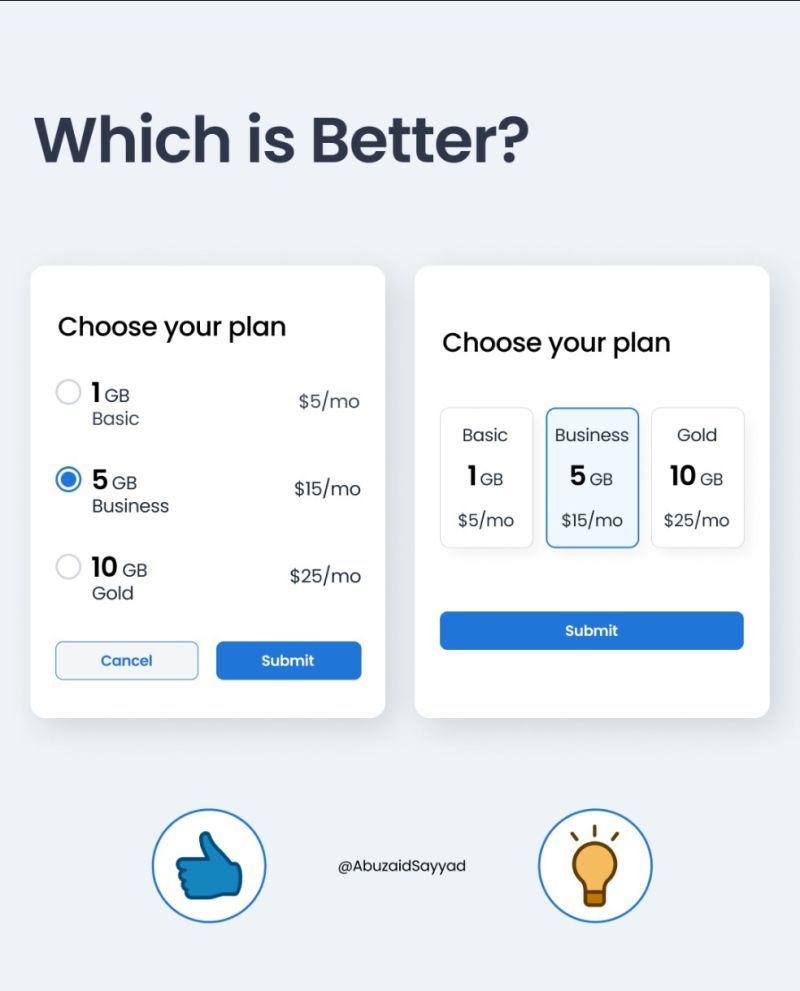 Which is Better?
Choose your plan
1 GB
Basic
$5/mo
5 GB
Business
$15/mo
10 GB
Gold
$25/mo
Cancel
Submit
Choose your plan
Basic
1 GB
$5/mo
Business
5 GB
$15/mo
Gold
10 GB
$25/mo
Submit
@AbuzaidSayyad